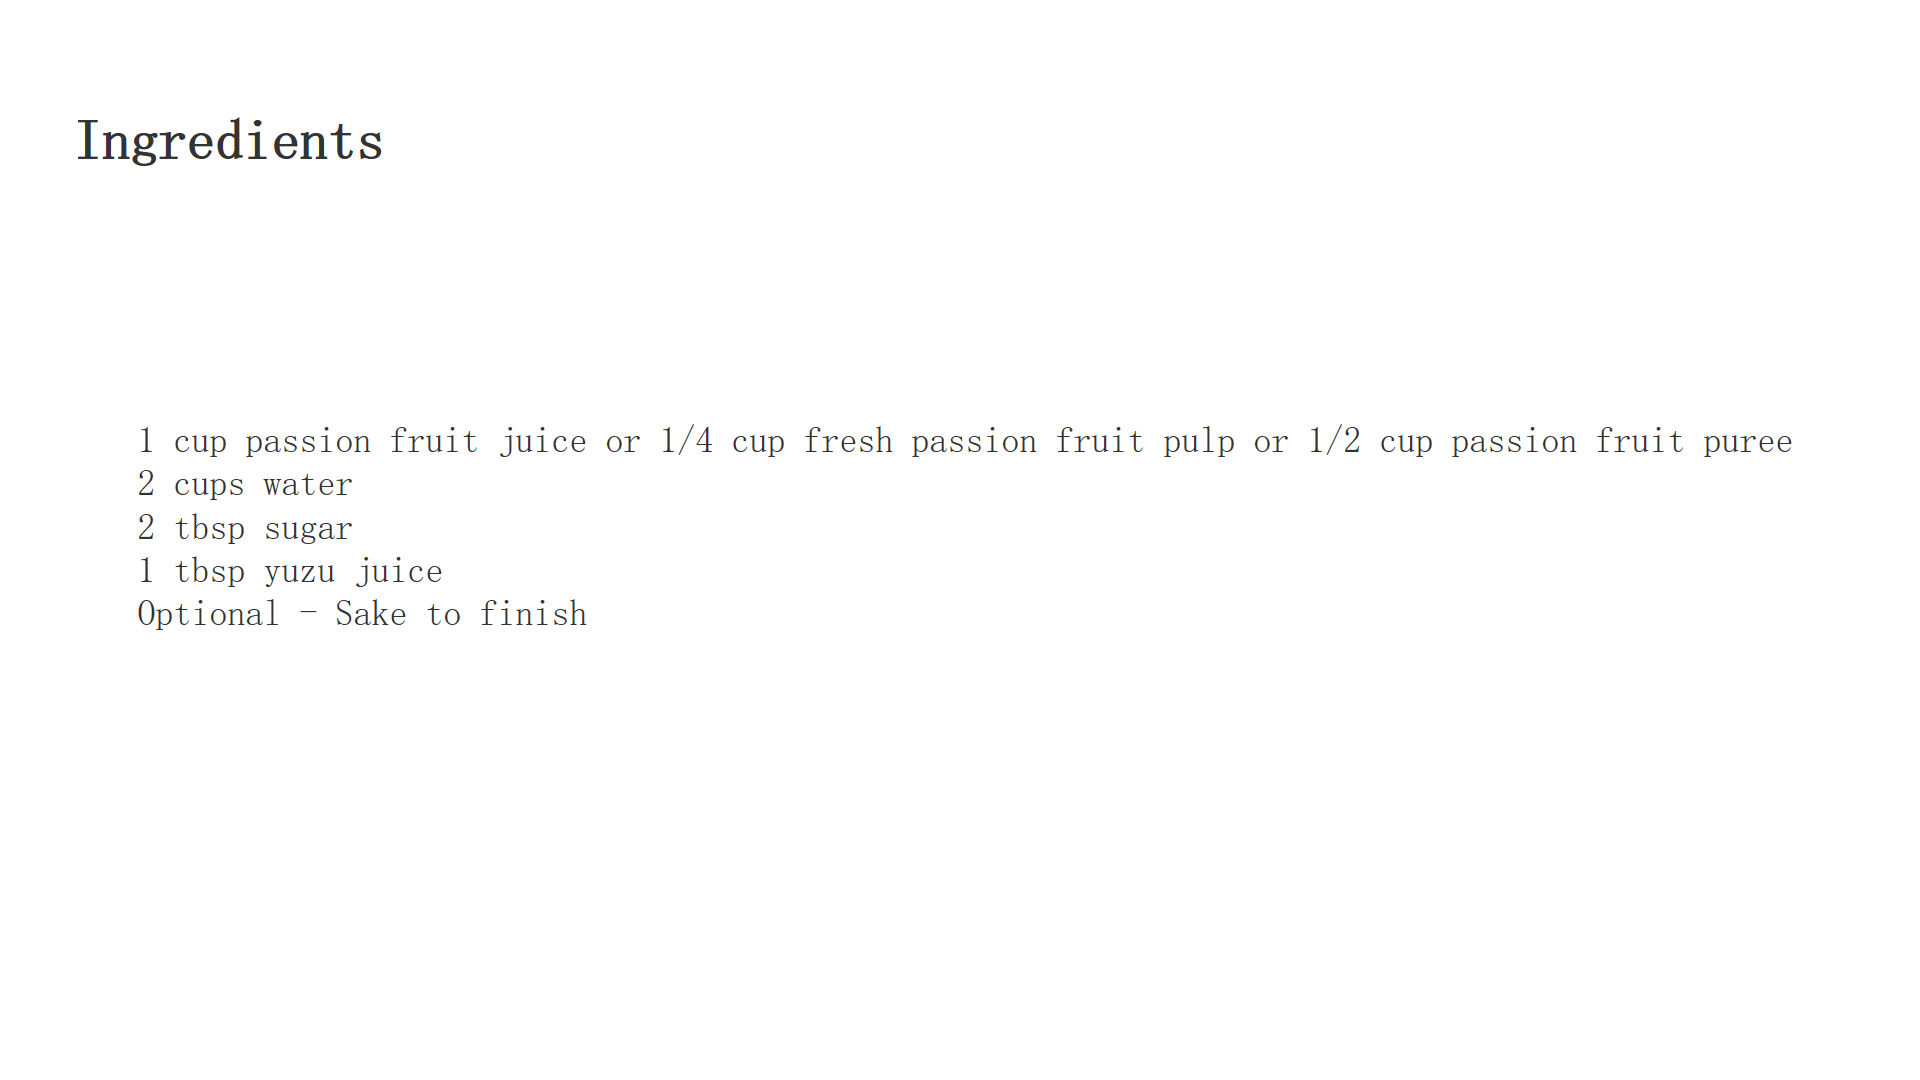 Ingredients
1 cup passion fruit juice or 1/4 cup fresh passion fruit pulp or 1/2 cup passion fruit puree
2 cups water
2 tbsp sugar
1 tbsp yuzu juice
Optional - Sake to finish